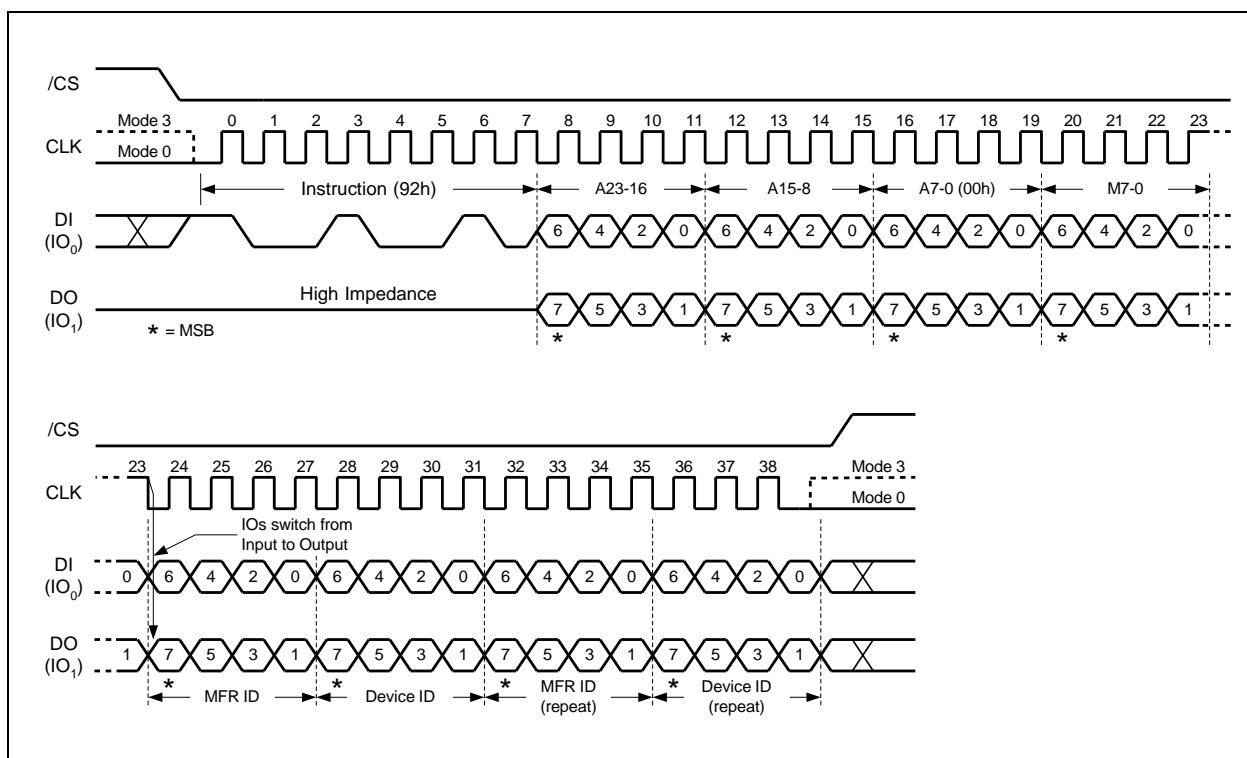 /CS
Mode 3
0 1 2 3 4 5 6 7 8 9 10 11 12 13 14 15 16 17 18 19 20 21 22 23
CLK
Mode 0
Instruction (92h) A23-16 A15-8 A7-0 (00h) M7-0
DI
(IO0)
6 4 2 0 6 4 2 0 6 4 2 0 6 4 2 0
High Impedance
DO
(IO1)
7 5 3 1 7 5 3 1 7 5 3 1 7 5 3 1
* = MSB
* * * *
/CS
23 24 25 26 27 28 29 30 31 32 33 34 35 36 37 38
Mode 3
CLK
Mode 0
IOs switch from
Input to Output
DI
(IO0)
0 6 4 2 0 6 4 2 0 6 4 2 0 6 4 2 0
DO
(IO1)
1 7 5 3 1 7 5 3 1 7 5 3 1 7 5 3 1
* * * *
MFR ID Device ID MFR ID
(repeat)
Device ID
(repeat)